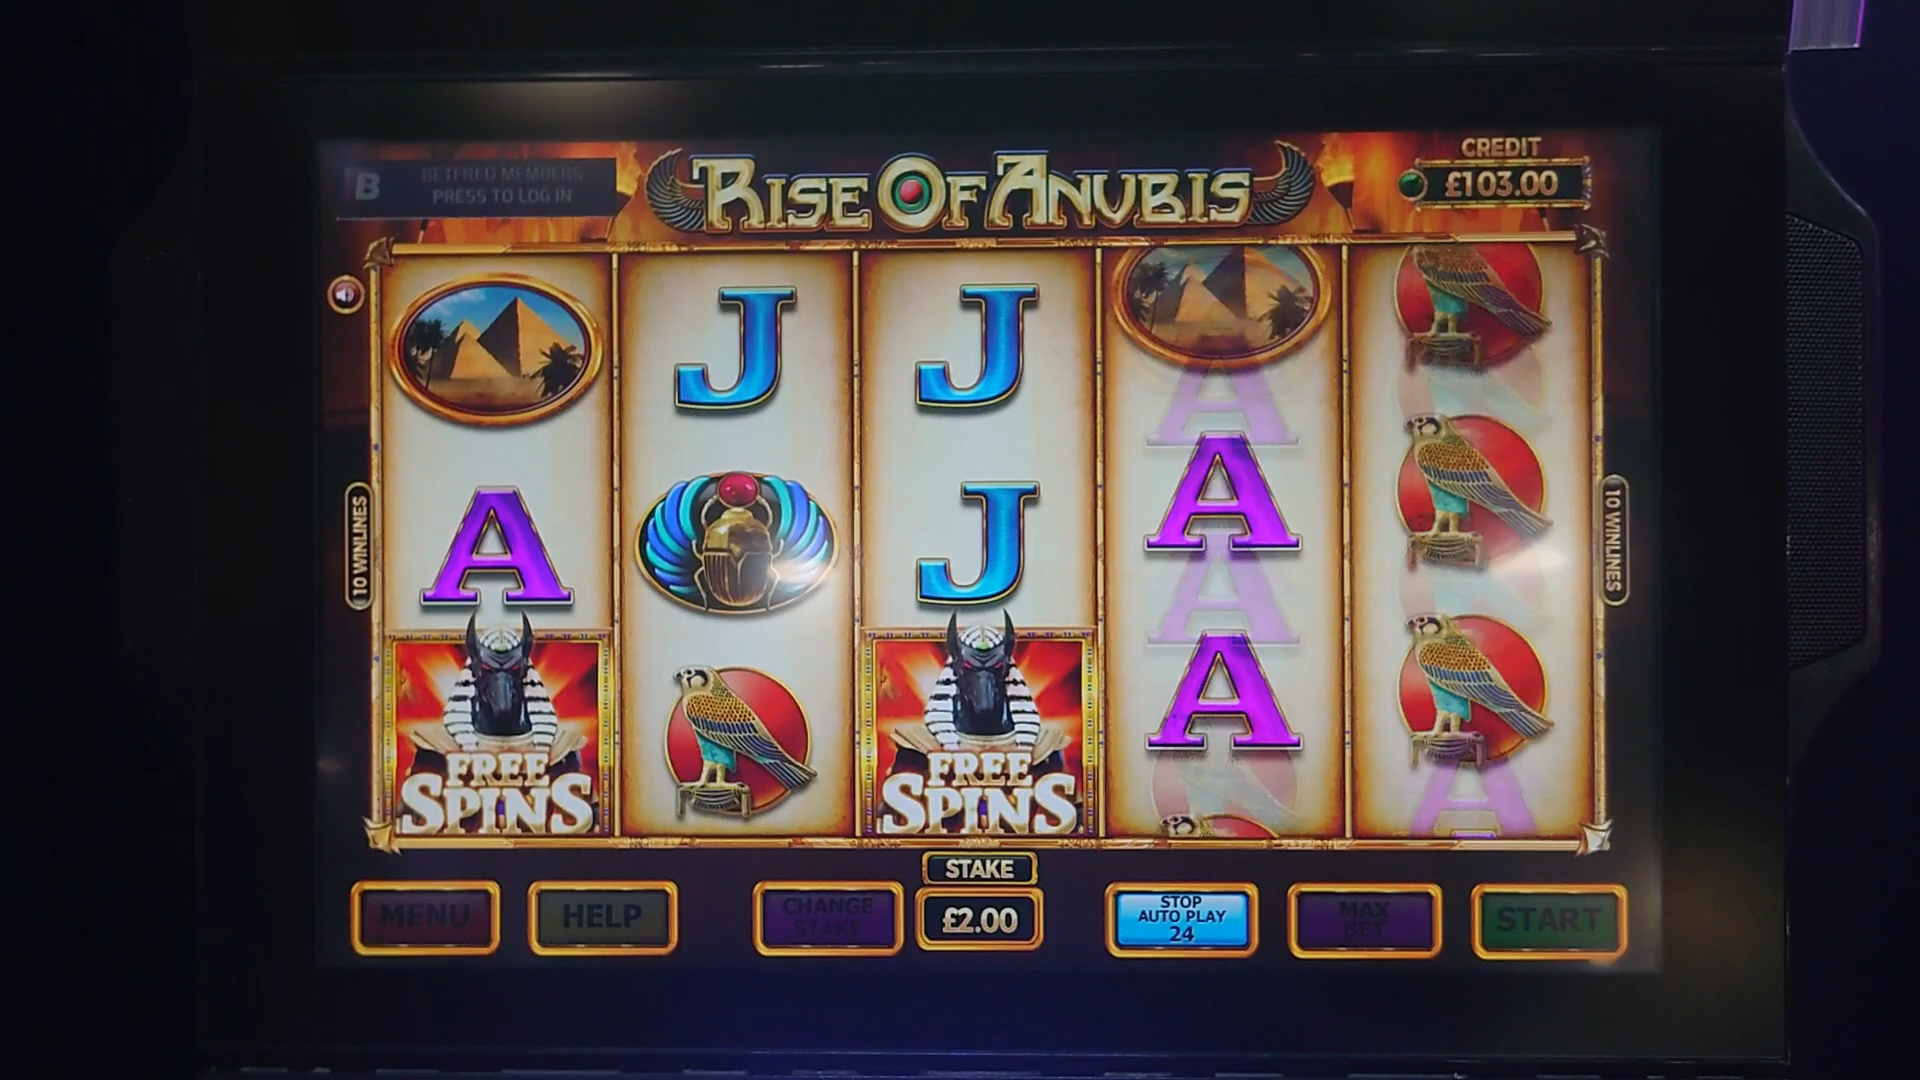 B
BETFRED MEMBERS
PRESS TO LOG IN
RISE OF ANUBIS
CREDIT
£103.00
J
J
A
10 WINLINES
A
J
A
10 WINLINES
A
A
FREE
SPINS
FREE
SPINS
A
STAKE
MENU
HELP
CHANGE
STAKE
£2.00
STOP
AUTO PLAY
24
MAX
BET
START